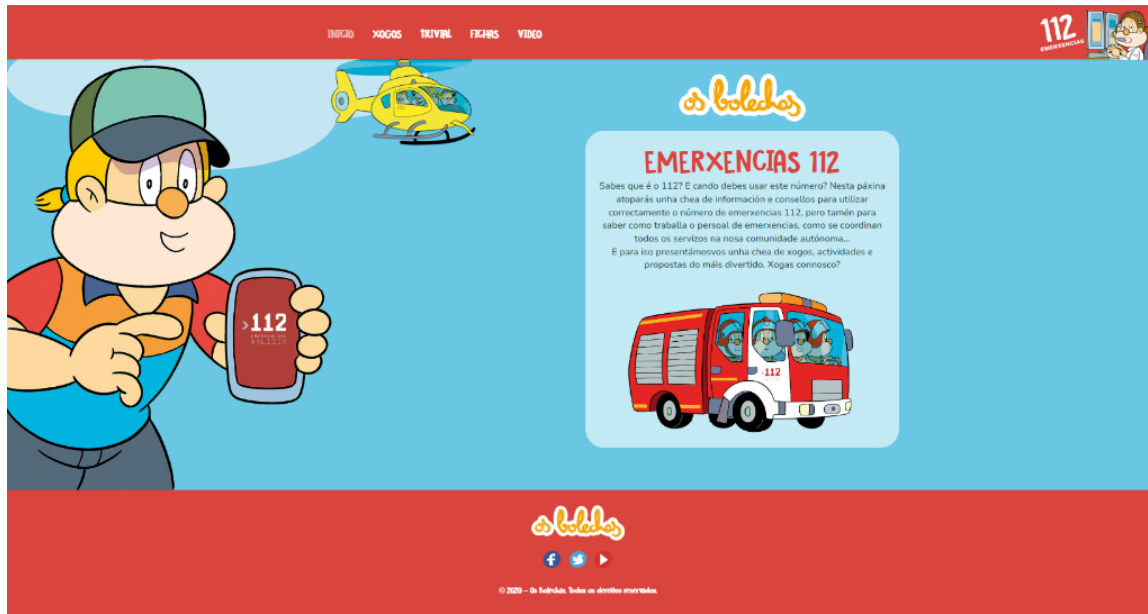 INICIO XOGOS TRIVIAL FICHAS VIDEO
112
EMERXENCIAS
os bolechas
EMERXENCIAS 112
Sabes que é o 112? E cando debes usar este número? Nesta páxina
atoparás unha chea de información e consellos para utilizar
correctamente o número de emerxencias 112, pero tamén para
saber como traballa o persoal de emerxencias, como se coordinan
todos os servizos na nosa comunidade autónoma...
E para iso presentámosvos unha chea de xogos, actividades e
propostas do máis divertido. Xogas connosco?
>112
EMERXENCIAS
GALICIA
112
os bolechas
© 2020 – Os Bolechas. Todos os dereitos reservados.